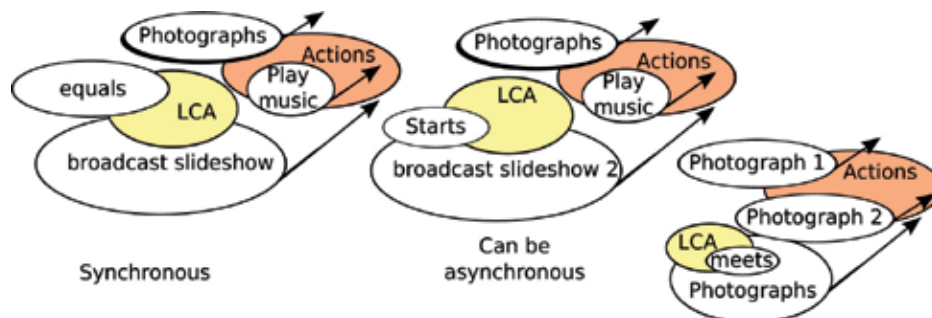 Photographs
Actions
equals
Play
music
LCA
broadcast slideshow
Synchronous
Photographs
Actions
LCA
Play
music
Starts
broadcast slideshow 2
Can be
asynchronous
Photograph 1
Actions
Photograph 2
LCA
meets
Photographs